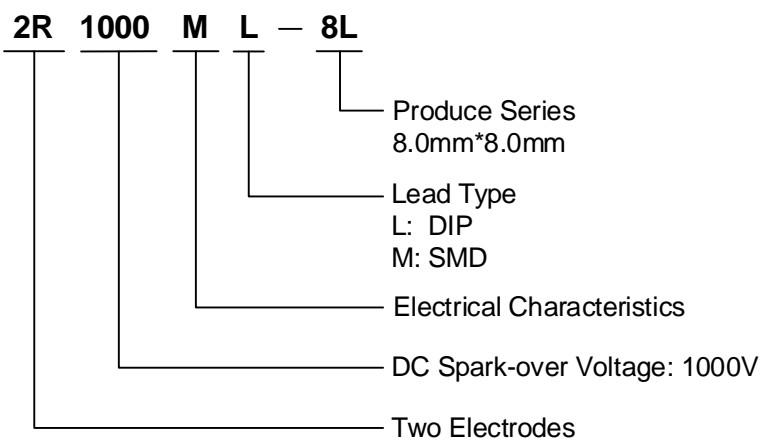 2R 1000 M L – 8L
Produce Series
8.0mm*8.0mm
Lead Type
L: DIP
M: SMD
Electrical Characteristics
DC Spark-over Voltage: 1000V
Two Electrodes